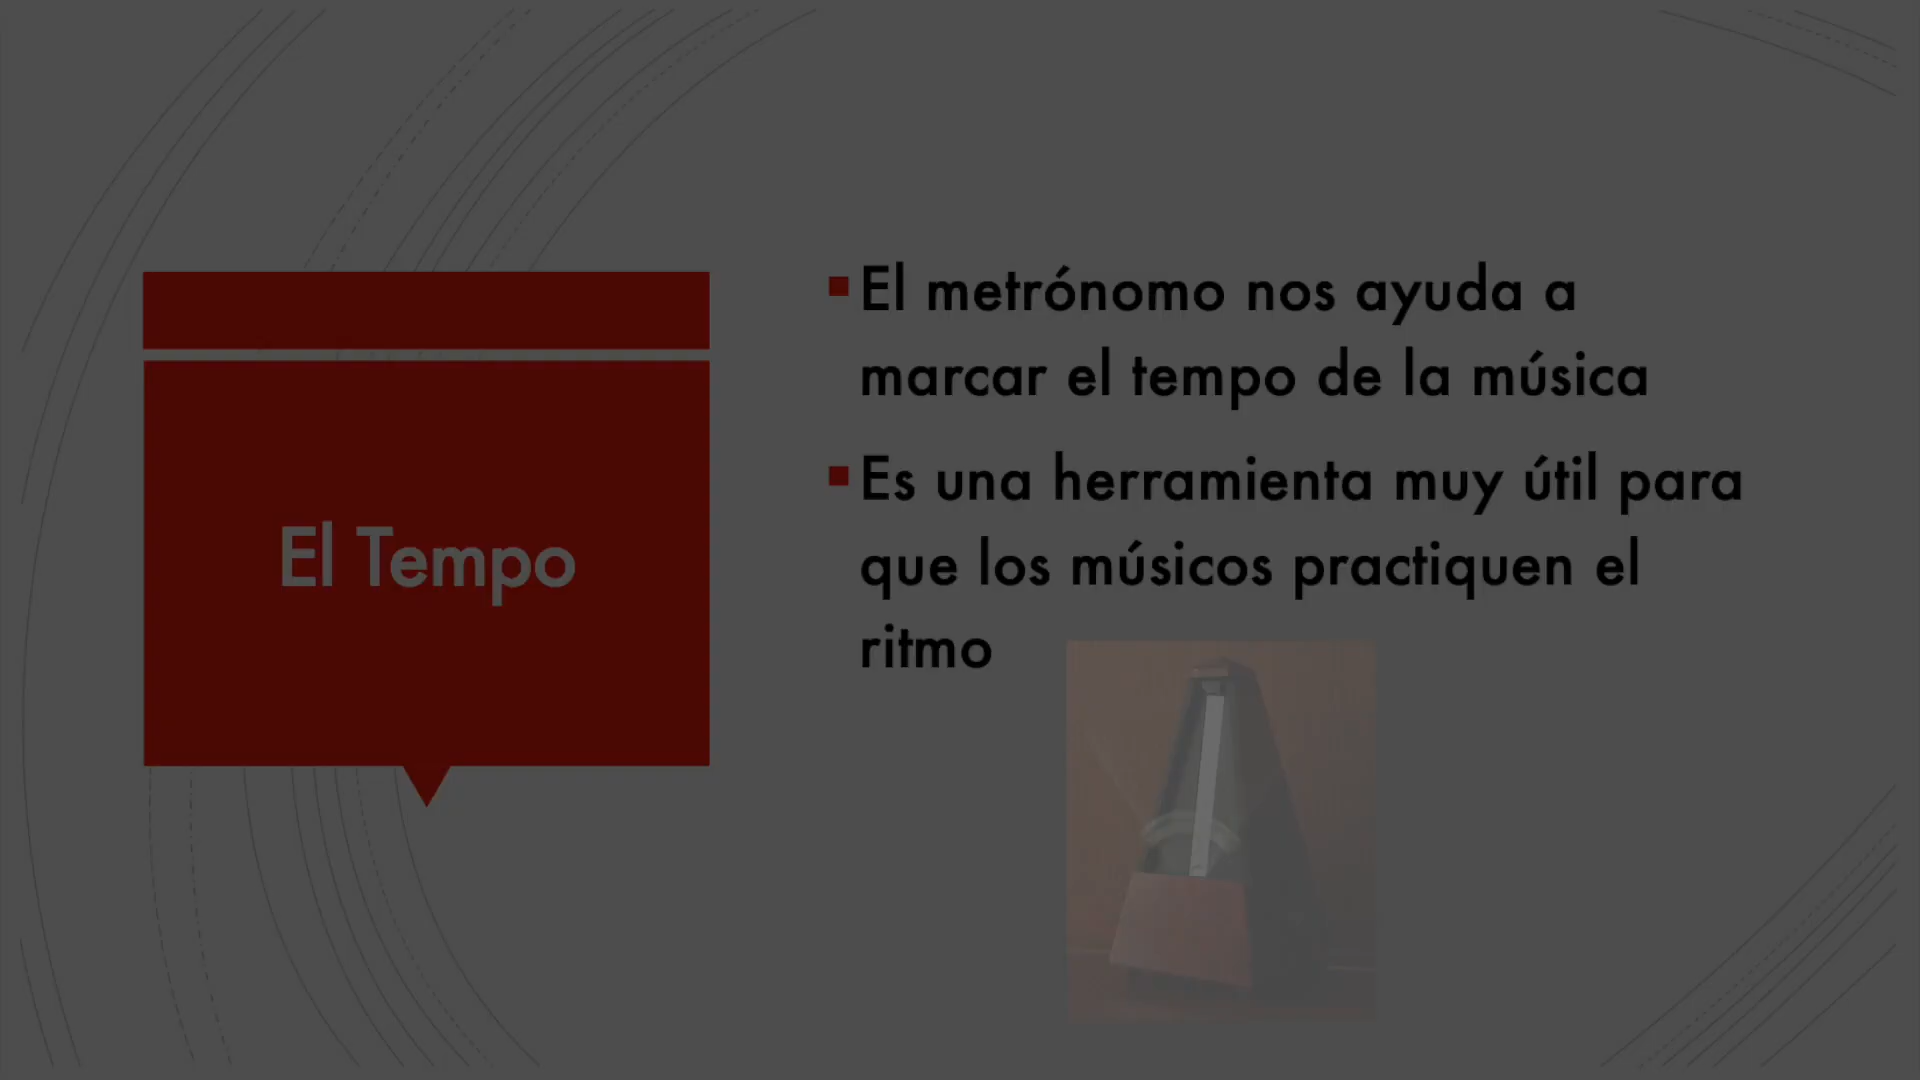 El Tempo
El metrónomo nos ayuda a
marcar el tempo de la música
Es una herramienta muy útil para
que los músicos practiquen el
ritmo